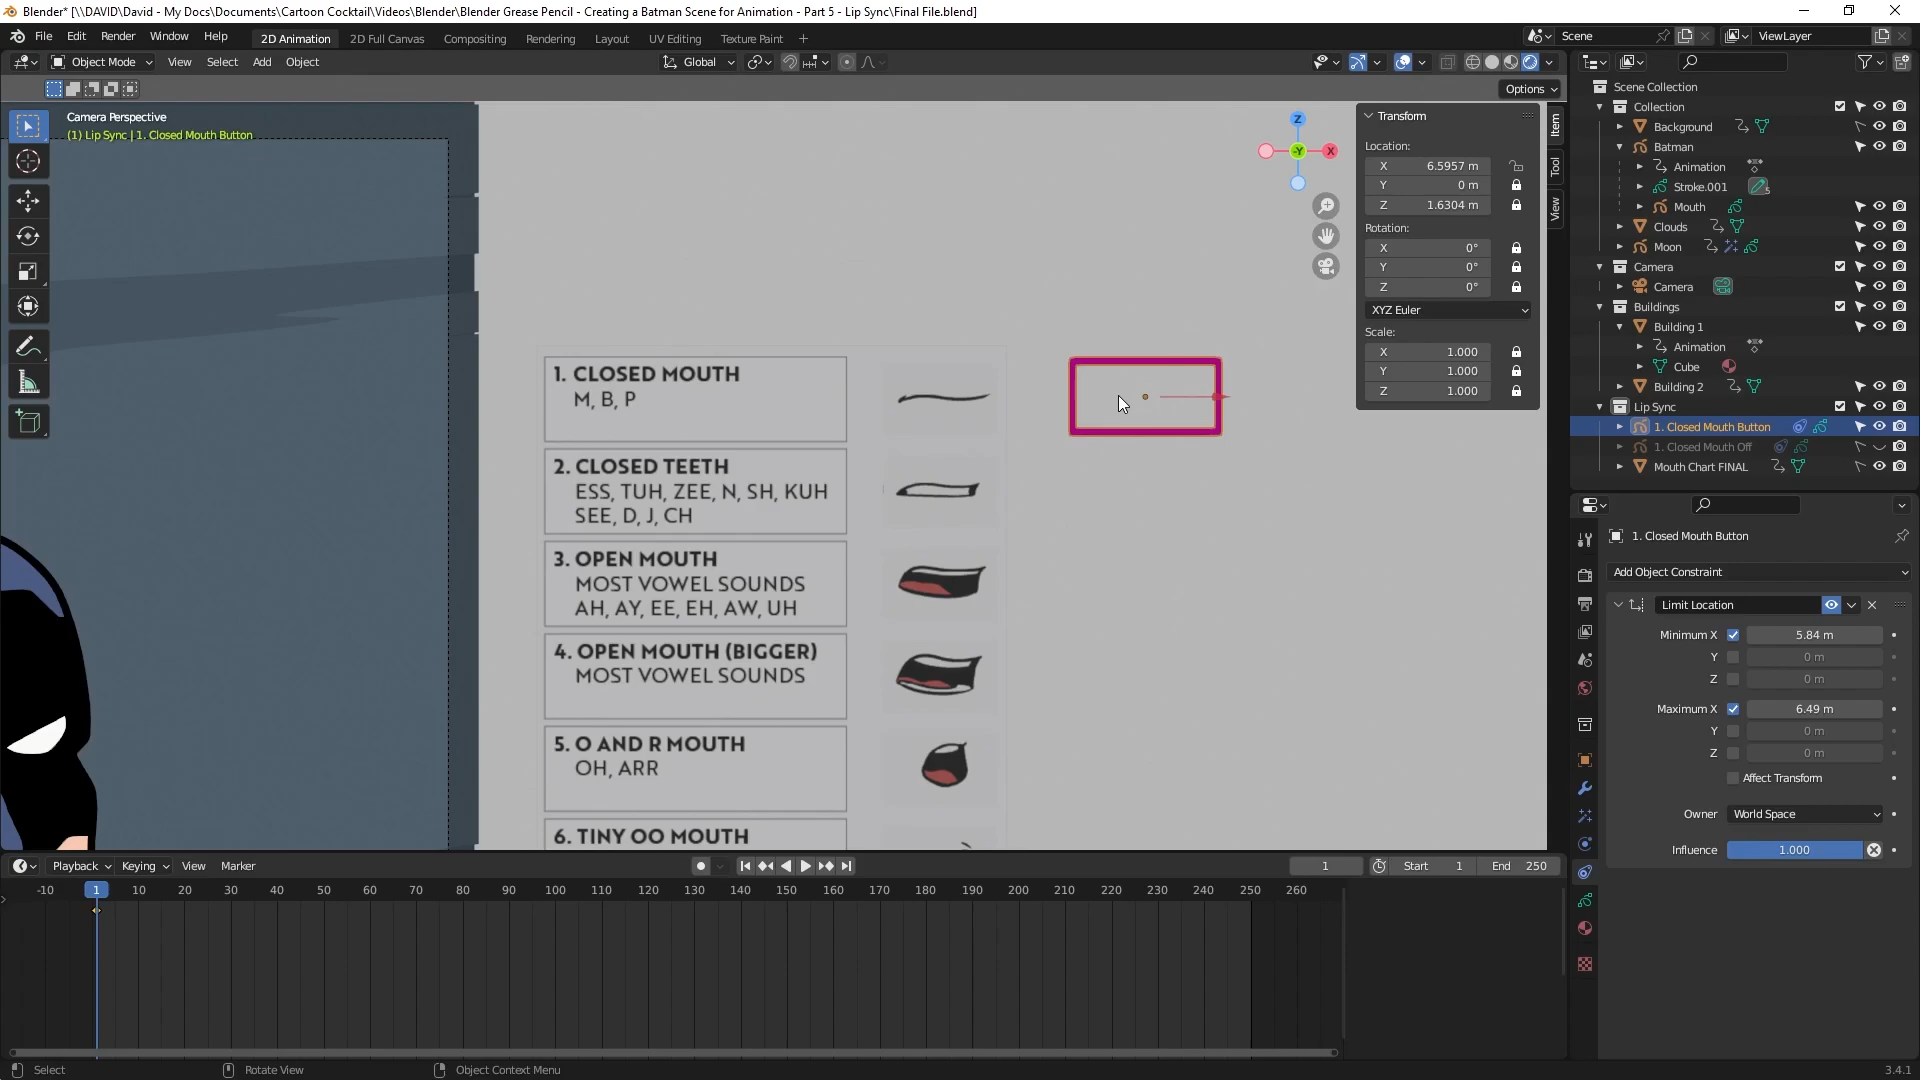 Blender* [\\DAVID\David - My Docs\Documents\Cartoon Cocktail\Videos\Blender\Blender Grease Pencil - Creating a Batman Scene for Animation - Part 5 - Lip Sync\Final File.blend]
File Edit Render Window Help 2D Animation 2D Full Canvas Compositing Rendering Layout UV Editing Texture Paint + Scene ViewLayer
Object Mode View Select Add Object Global
Options
Camera Perspective
(1) Lip Sync | 1. Closed Mouth Button
Z
-Y
X
1. CLOSED MOUTH
M, B, P
2. CLOSED TEETH
ESS, TUH, ZEE, N, SH, KUH
SEE, D, J, CH
3. OPEN MOUTH
MOST VOWEL SOUNDS
AH, AY, EE, EH, AW, UH
4. OPEN MOUTH (BIGGER)
MOST VOWEL SOUNDS
5. O AND R MOUTH
OH, ARR
6. TINY OO MOUTH
Transform
Location:
X 6.5957 m
Y 0 m
Z 1.6304 m
Rotation:
X 0°
Y 0°
Z 0°
XYZ Euler
Scale:
X 1.000
Y 1.000
Z 1.000
Item
Tool
View
Scene Collection
Collection
Background
Batman
Animation
Stroke.001 5
Mouth
Clouds
Moon
Camera
Camera
Buildings
Building 1
Animation
Cube
Building 2
Lip Sync
1. Closed Mouth Button
1. Closed Mouth Off
Mouth Chart FINAL
1. Closed Mouth Button
Add Object Constraint
Limit Location
Minimum X 5.84 m
Y 0 m
Z 0 m
Maximum X 6.49 m
Y 0 m
Z 0 m
Affect Transform
Owner World Space
Influence 1.000
Playback Keying View Marker 1 Start 1 End 250
-10 1 10 20 30 40 50 60 70 80 90 100 110 120 130 140 150 160 170 180 190 200 210 220 230 240 250 260
Select Rotate View Object Context Menu 3.4.1